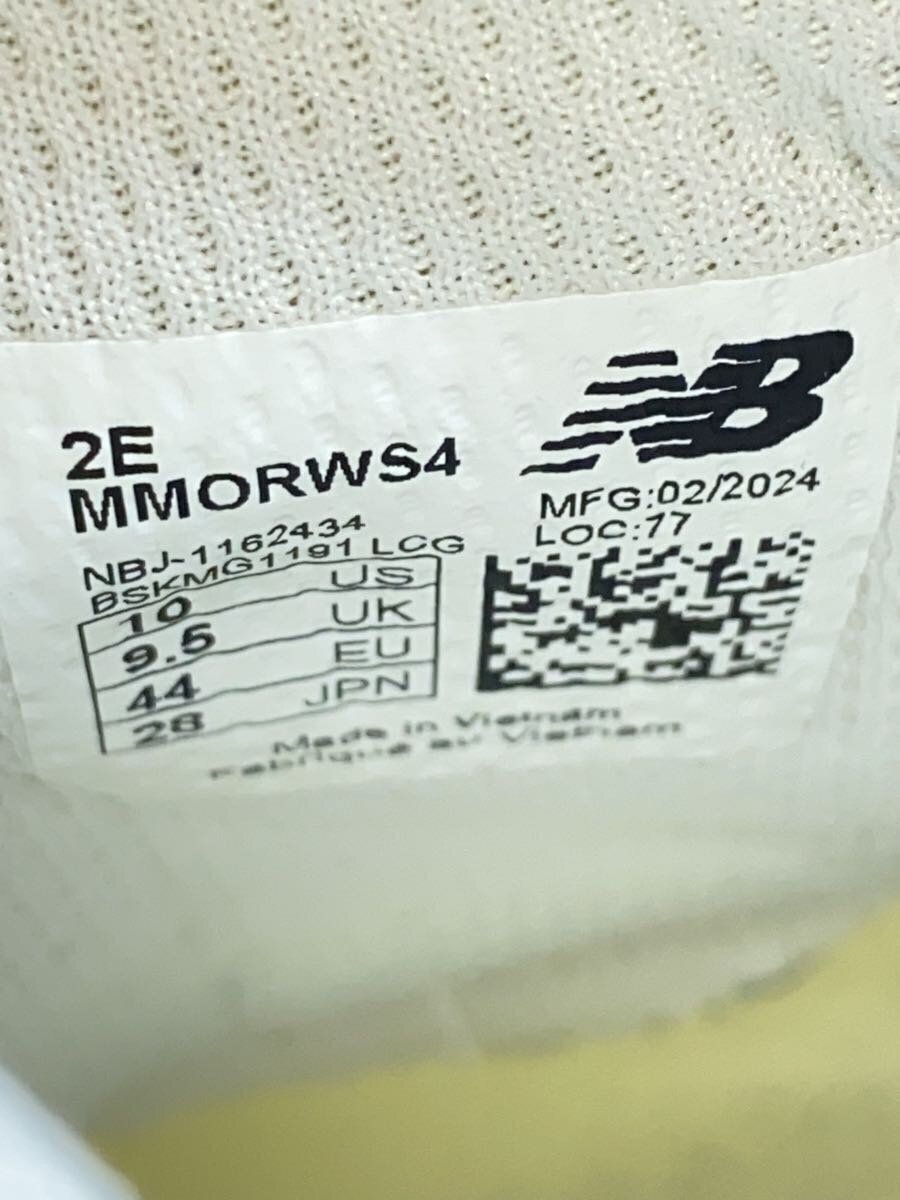 2E
MMORWS4
NBJ-1162434
BSKMG1191 LCG
10 US
9.5 UK
44 EU
28 JPN
NB
MFG:02/2024
LOC:77
Made in Vietnam
Fabriqué au Vietnam